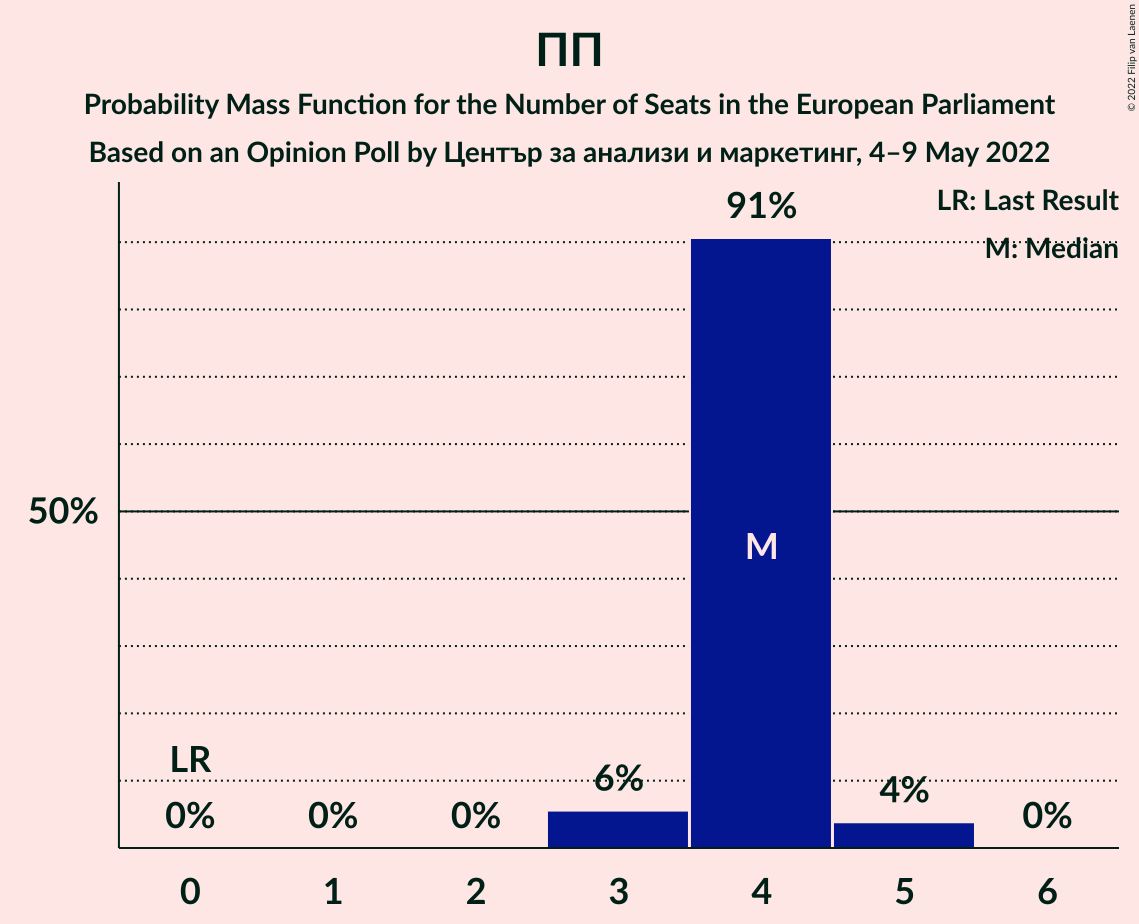 ПП
Probability Mass Function for the Number of Seats in the European Parliament
Based on an Opinion Poll by Център за анализи и маркетинг, 4–9 May 2022
© 2022 Filip van Laenen
LR: Last Result
M: Median
91%
50%
M
LR
0%
0%
0%
6%
4%
0%
0
1
2
3
4
5
6